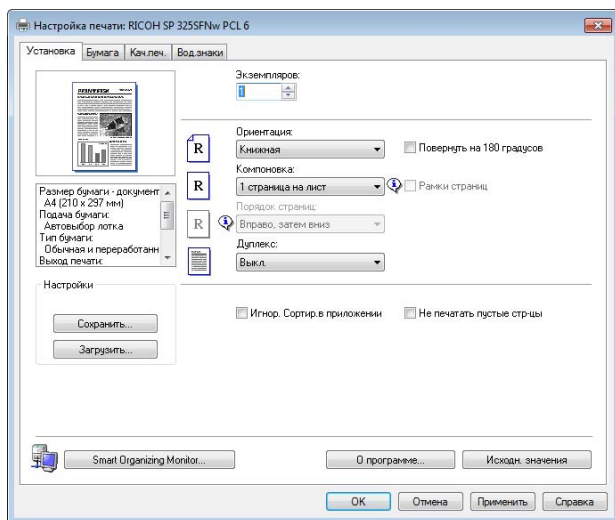 Настройка печати: RICOH SP 325SFNw PCL 6
Установка Бумага Кач.печ. Вод.знаки
Экземпляров:
1
Ориентация:
Книжная
Повернуть на 180 градусов
Компоновка:
1 страница на лист
Рамки страниц
Порядок страниц:
Вправо, затем вниз
Дуплекс:
Выкл.
Размер бумаги - документ
A4 (210 x 297 мм)
Подача бумаги:
Автовыбор лотка
Тип бумаги:
Обычная и переработанн
Выход печати:
Настройки
Сохранить...
Загрузить...
Игнор. Сортир.в приложении
Не печатать пустые стр-цы
Smart Organizing Monitor...
О программе...
Исходн. значения
OK Отмена Применить Справка
R
R
R